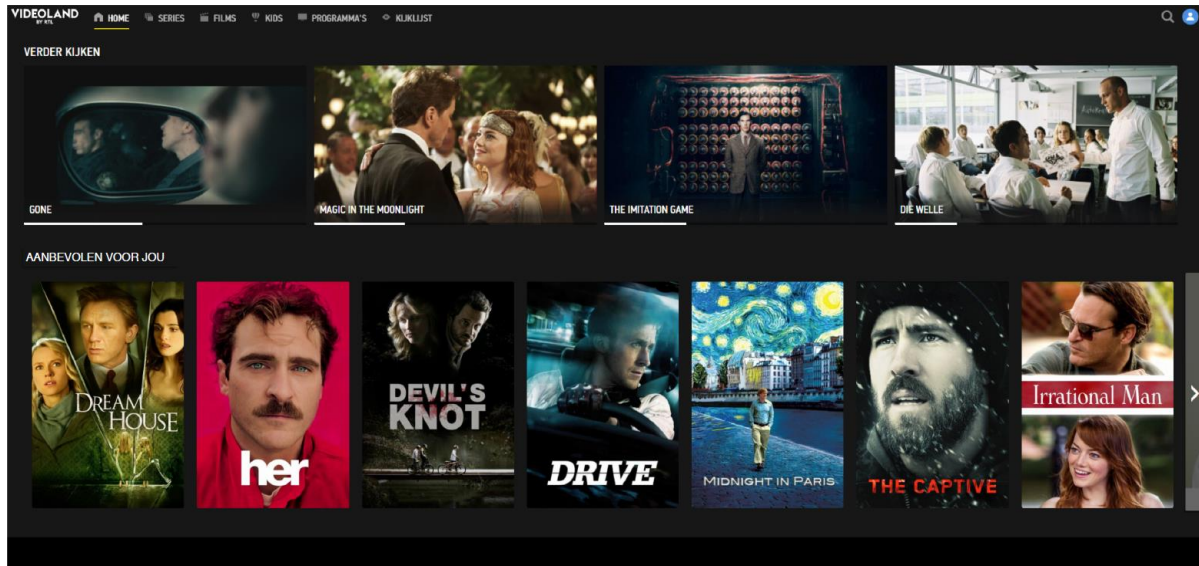 VIDEOLAND
BY RTL
HOME SERIES FILMS KIDS PROGRAMMA'S KIJKLIJST
VERDER KIJKEN
GONE
MAGIC IN THE MOONLIGHT
THE IMITATION GAME
DIE WELLE
AANBEVOLEN VOOR JOU
DREAM
HOUSE
her
DEVIL'S
KNOT
DRIVE
MIDNIGHT IN PARIS
THE CAPTIVE
Irrational Man